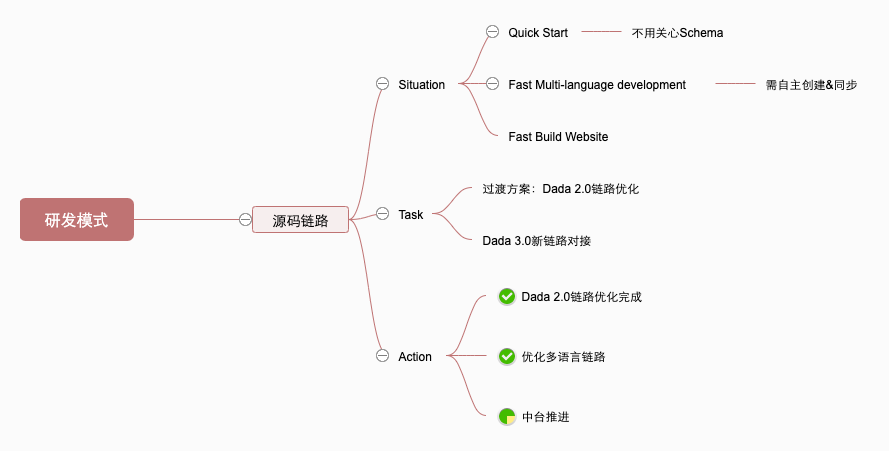 研发模式
源码链路
Situation
Quick Start
不用关心Schema
Fast Multi-language development
需自主创建&同步
Fast Build Website
Task
过渡方案：Dada 2.0链路优化
Dada 3.0新链路对接
Action
Dada 2.0链路优化完成
优化多语言链路
中台推进